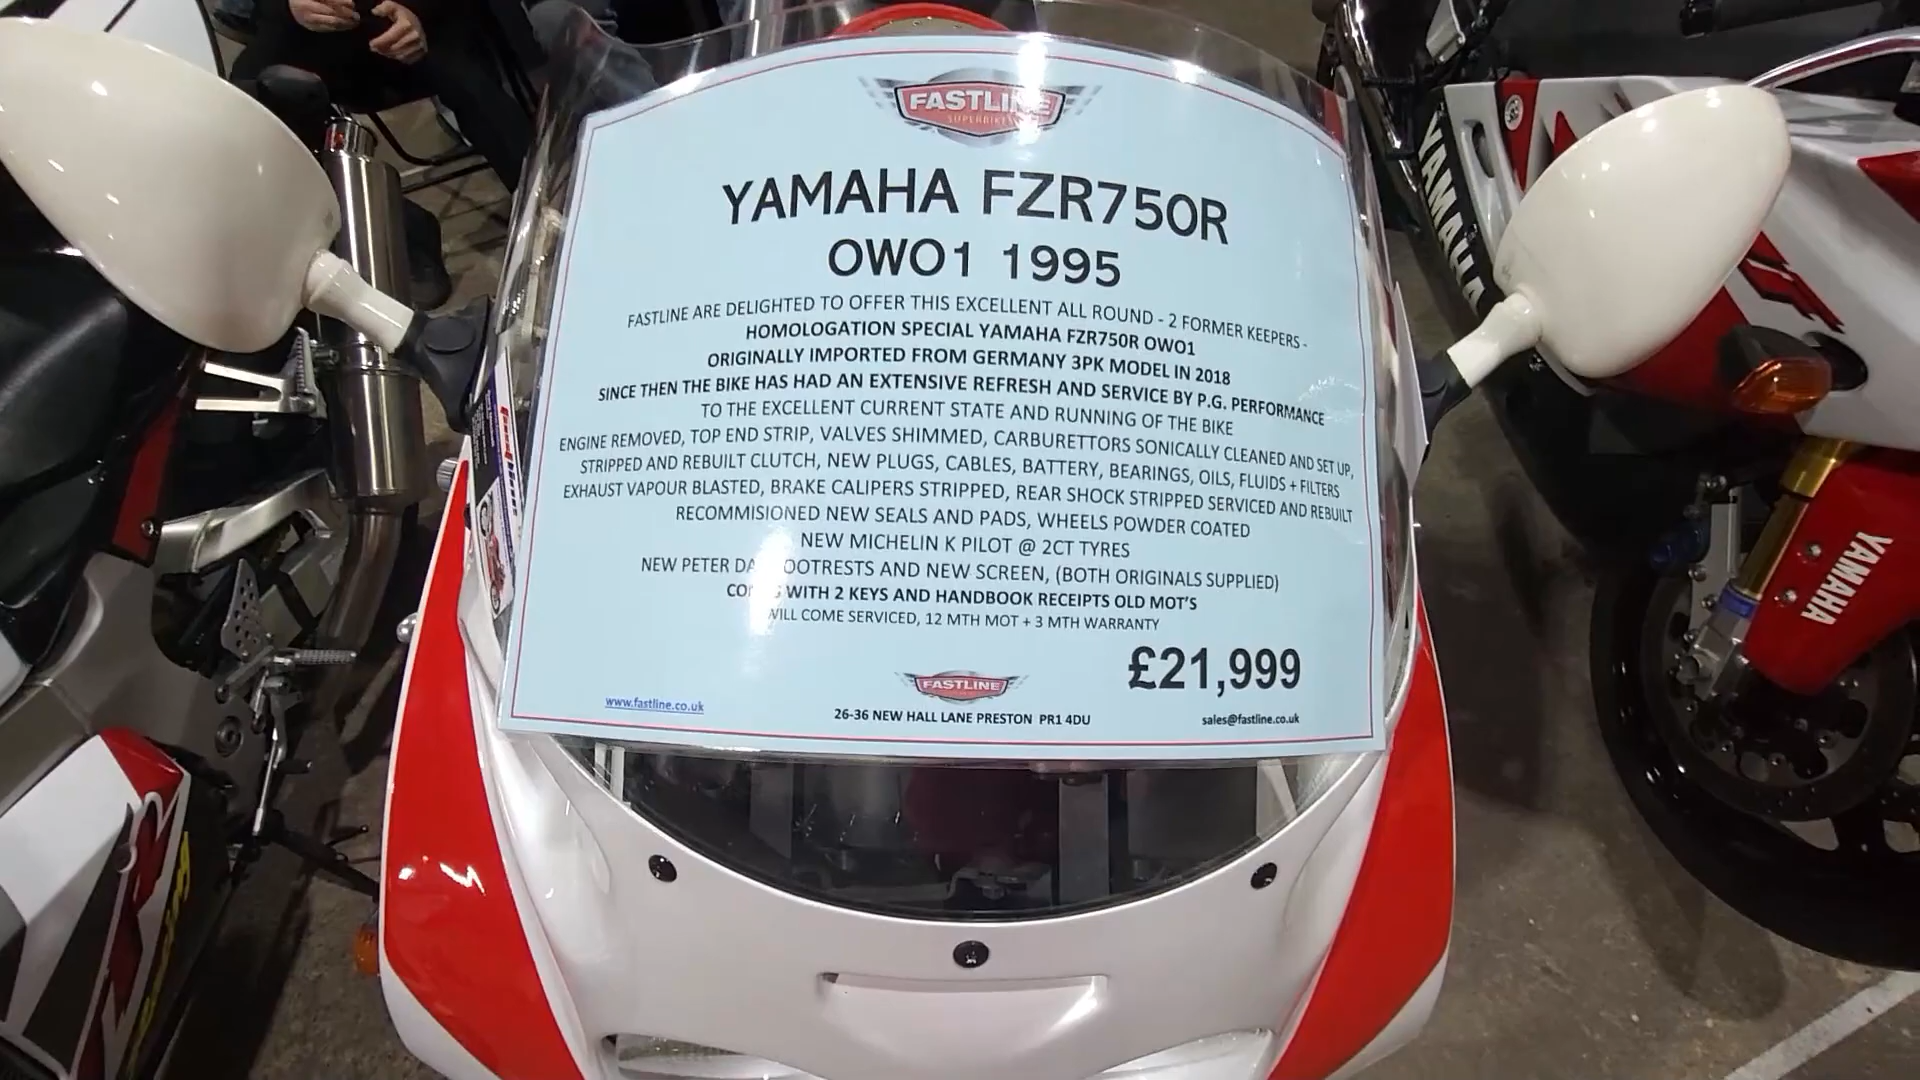 FASTLINE
SUPERBIKES
YAMAHA FZR750R
OWO1 1995
FASTLINE ARE DELIGHTED TO OFFER THIS EXCELLENT ALL ROUND - 2 FORMER KEEPERS -
HOMOLOGATION SPECIAL YAMAHA FZR750R OWO1
ORIGINALLY IMPORTED FROM GERMANY 3PK MODEL IN 2018
SINCE THEN THE BIKE HAS HAD AN EXTENSIVE REFRESH AND SERVICE BY P.G. PERFORMANCE
TO THE EXCELLENT CURRENT STATE AND RUNNING OF THE BIKE
ENGINE REMOVED, TOP END STRIP, VALVES SHIMMED, CARBURETTORS SONICALLY CLEANED AND SET UP,
STRIPPED AND REBUILT CLUTCH, NEW PLUGS, CABLES, BATTERY, BEARINGS, OILS, FLUIDS + FILTERS
EXHAUST VAPOUR BLASTED, BRAKE CALIPERS STRIPPED, REAR SHOCK STRIPPED SERVICED AND REBUILT
RECOMMISIONED NEW SEALS AND PADS, WHEELS POWDER COATED
NEW MICHELIN K PILOT @ 2CT TYRES
NEW PETER OOTRESTS AND NEW SCREEN, (BOTH ORIGINALS SUPPLIED)
WITH 2 KEYS AND HANDBOOK RECEIPTS OLD MOT'S
WILL COME SERVICED, 12 MTH MOT + 3 MTH WARRANTY
£21,999
FASTLINE
www.fastline.co.uk
26-36 NEW HALL LANE PRESTON PR1 4DU
sales@fastline.co.uk
YAMAHA
YAMAHA